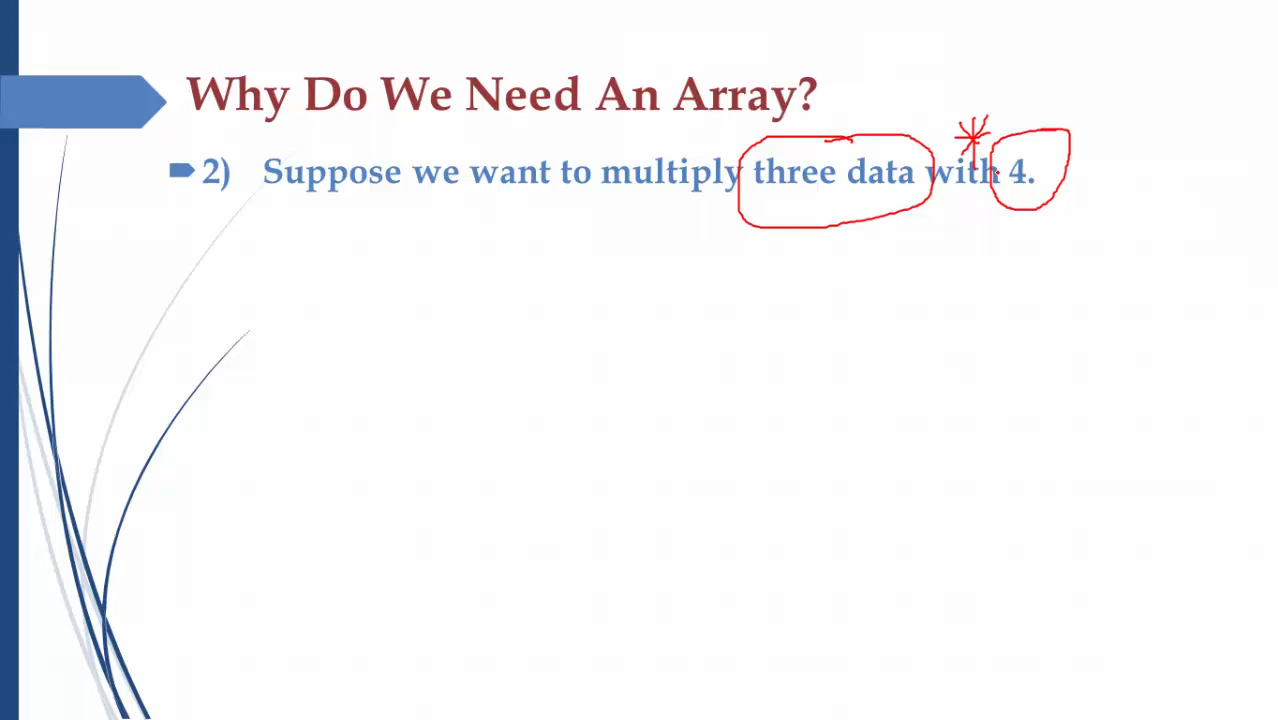 Why Do We Need An Array?
2) Suppose we want to multiply three data with 4.
*